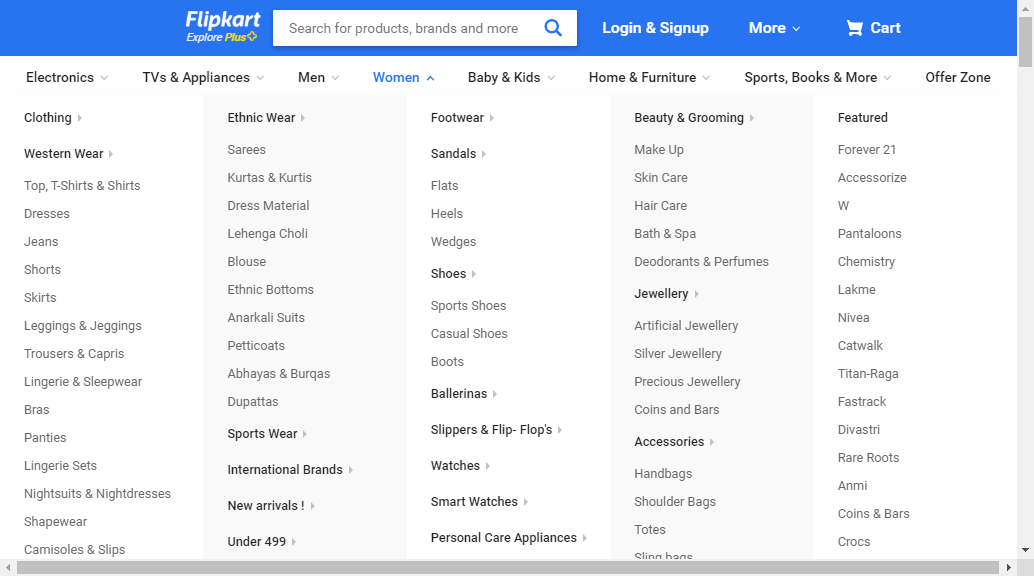 Flipkart
Explore Plus
Search for products, brands and more
Login & Signup
More
Cart
Electronics
TVs & Appliances
Men
Women
Baby & Kids
Home & Furniture
Sports, Books & More
Offer Zone
Clothing
Western Wear
Top, T-Shirts & Shirts
Dresses
Jeans
Shorts
Skirts
Leggings & Jeggings
Trousers & Capris
Lingerie & Sleepwear
Bras
Panties
Lingerie Sets
Nightsuits & Nightdresses
Shapewear
Camisoles & Slips
Ethnic Wear
Sarees
Kurtas & Kurtis
Dress Material
Lehenga Choli
Blouse
Ethnic Bottoms
Anarkali Suits
Petticoats
Abhayas & Burqas
Dupattas
Sports Wear
International Brands
New arrivals !
Under 499
Footwear
Sandals
Flats
Heels
Wedges
Shoes
Sports Shoes
Casual Shoes
Boots
Ballerinas
Slippers & Flip- Flop's
Watches
Smart Watches
Personal Care Appliances
Beauty & Grooming
Make Up
Skin Care
Hair Care
Bath & Spa
Deodorants & Perfumes
Jewellery
Artificial Jewellery
Silver Jewellery
Precious Jewellery
Coins and Bars
Accessories
Handbags
Shoulder Bags
Totes
Sling bags
Featured
Forever 21
Accessorize
W
Pantaloons
Chemistry
Lakme
Nivea
Catwalk
Titan-Raga
Fastrack
Divastri
Rare Roots
Anmi
Coins & Bars
Crocs